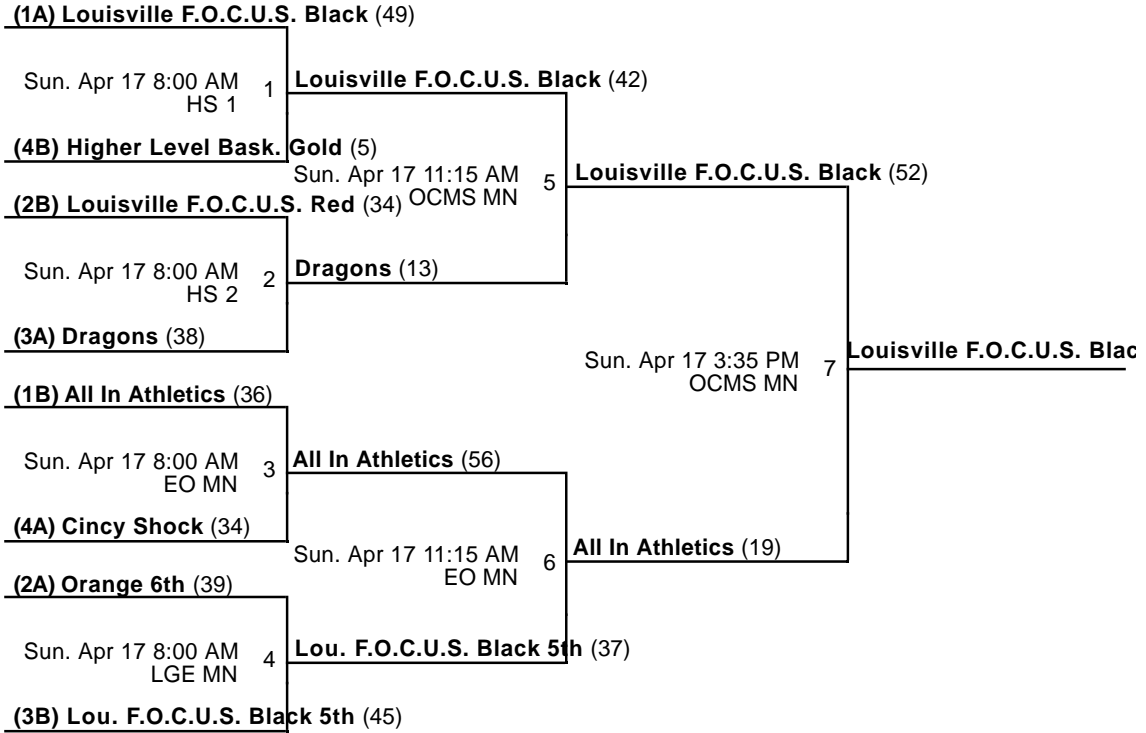 (1A) Louisville F.O.C.U.S. Black (49)
Sun. Apr 17 8:00 AM 1
HS 1
(4B) Higher Level Bask. Gold (5)
(2B) Louisville F.O.C.U.S. Red (34)
Sun. Apr 17 8:00 AM 2
HS 2
(3A) Dragons (38)
(1B) All In Athletics (36)
Sun. Apr 17 8:00 AM 3
EO MN
(4A) Cincy Shock (34)
(2A) Orange 6th (39)
Sun. Apr 17 8:00 AM 4
LGE MN
(3B) Lou. F.O.C.U.S. Black 5th (45)
Louisville F.O.C.U.S. Black (42)
Sun. Apr 17 11:15 AM 5
OCMS MN
Dragons (13)
All In Athletics (56)
Sun. Apr 17 11:15 AM 6
EO MN
Lou. F.O.C.U.S. Black 5th (37)
Louisville F.O.C.U.S. Black (52)
Sun. Apr 17 3:35 PM 7
OCMS MN
All In Athletics (19)
Louisville F.O.C.U.S. Blac